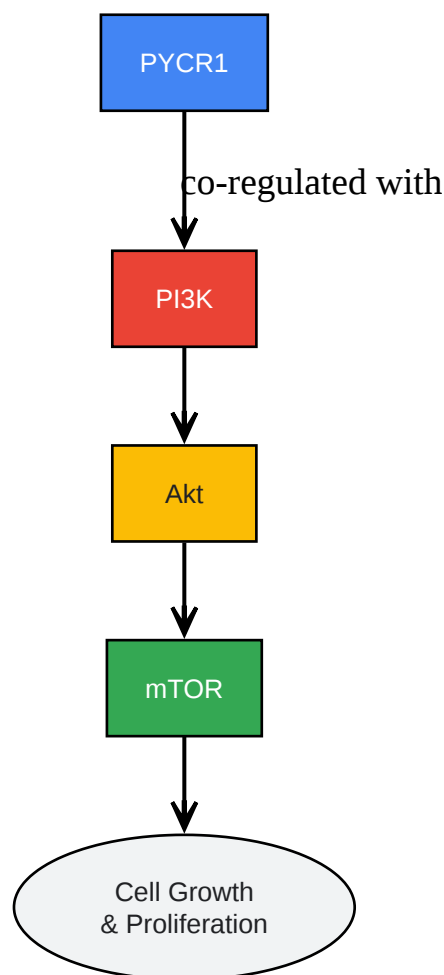 PYCR1
co-regulated with
PI3K
Akt
mTOR
Cell Growth
& Proliferation